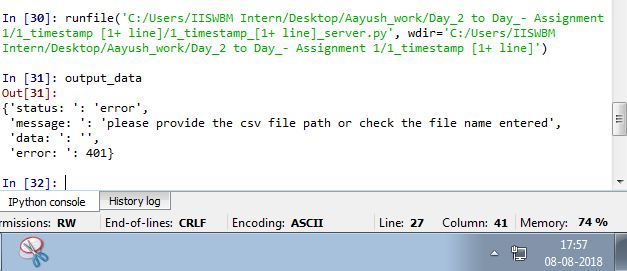 In [30]: runfile('C:/Users/IISWBM Intern/Desktop/Aayush_work/Day_2 to Day_- Assignment
1/1_timestamp [1+ line]/1_timestamp_[1+ line]_server.py', wdir='C:/Users/IISWBM
Intern/Desktop/Aayush_work/Day_2 to Day_- Assignment 1/1_timestamp [1+ line]')
In [31]: output_data
Out[31]:
{'status: ': 'error',
'message: ': 'please provide the csv file path or check the file name entered',
'data: ': '',
'error: ': 401}
In [32]:
IPython console History log
rmissions: RW End-of-lines: CRLF Encoding: ASCII Line: 27 Column: 41 Memory: 74 %
17:57
08-08-2018